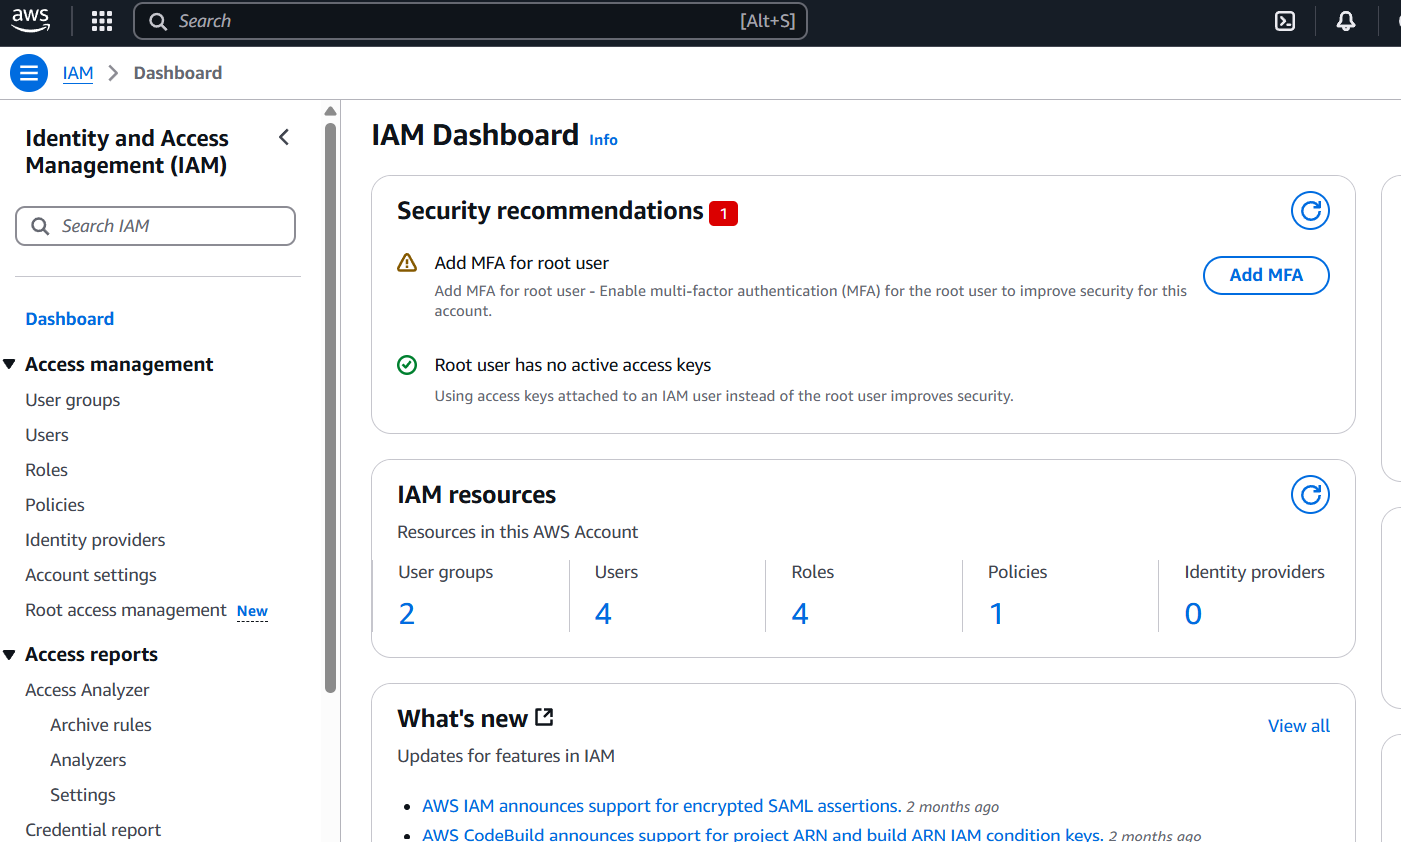 aws
Search
[Alt+S]
IAM
Dashboard
Identity and Access
Management (IAM)
Search IAM
Dashboard
Access management
User groups
Users
Roles
Policies
Identity providers
Account settings
Root access management New
Access reports
Access Analyzer
Archive rules
Analyzers
Settings
Credential report
IAM Dashboard Info
Security recommendations 1
Add MFA for root user
Add MFA for root user - Enable multi-factor authentication (MFA) for the root user to improve security for this
account.
Add MFA
Root user has no active access keys
Using access keys attached to an IAM user instead of the root user improves security.
IAM resources
Resources in this AWS Account
User groups
2
Users
4
Roles
4
Policies
1
Identity providers
0
What's new
View all
Updates for features in IAM
AWS IAM announces support for encrypted SAML assertions. 2 months ago
AWS CodeBuild announces support for project ARN and build ARN IAM condition keys. 2 months ago